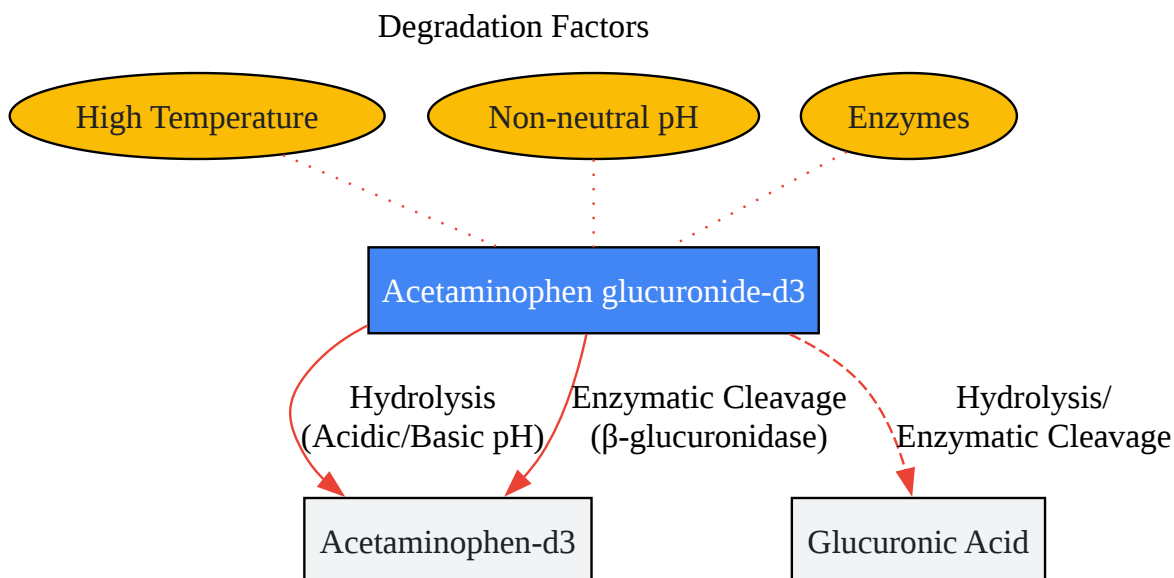 Degradation Factors
High Temperature
Non-neutral pH
Enzymes
Acetaminophen glucuronide-d3
Hydrolysis
(Acidic/Basic pH)
Enzymatic Cleavage
(β-glucuronidase)
Hydrolysis/
Enzymatic Cleavage
Acetaminophen-d3
Glucuronic Acid